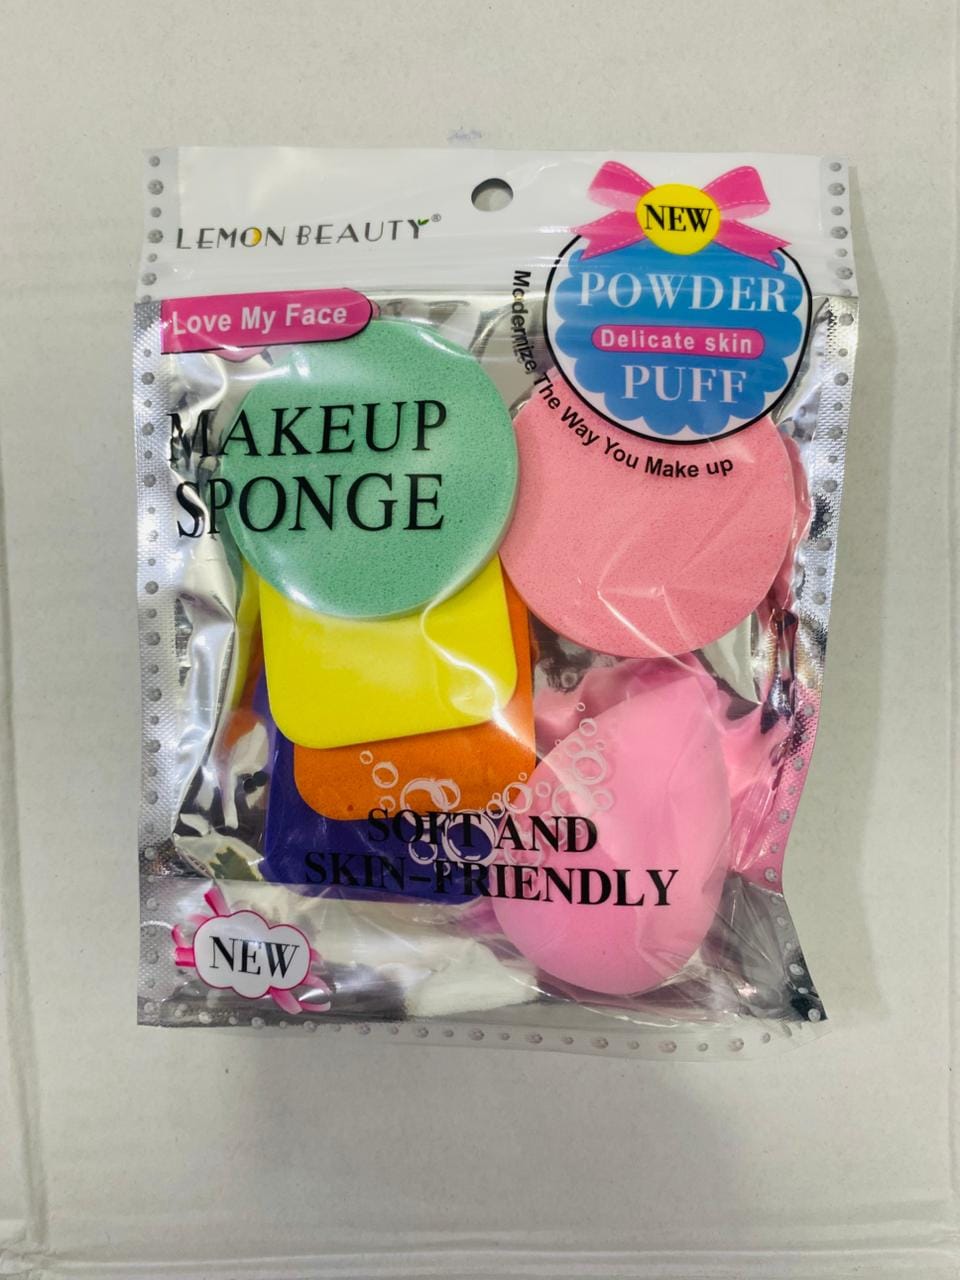 LEMON BEAUTY®
NEW
POWDER
Delicate skin
PUFF
Modernize The Way You Make up
Love My Face
MAKEUP
SPONGE
SOFT AND
SKIN-FRIENDLY
NEW